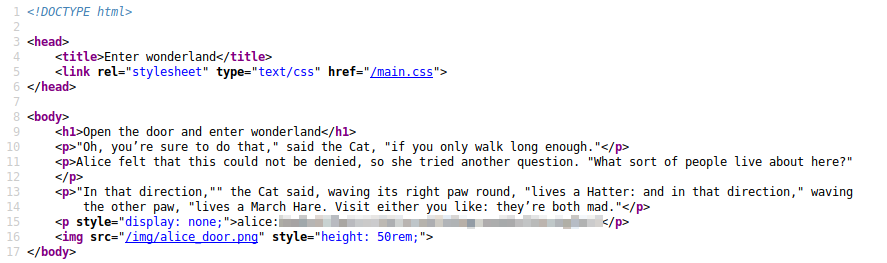 1 <!DOCTYPE html>
2
3 <head>
4 <title>Enter wonderland</title>
5 <link rel="stylesheet" type="text/css" href="/main.css">
6 </head>
7
8 <body>
9 <h1>Open the door and enter wonderland</h1>
10 <p>"Oh, you’re sure to do that," said the Cat, "if you only walk long enough."</p>
11 <p>Alice felt that this could not be denied, so she tried another question. "What sort of people live about here?"
12 </p>
13 <p>"In that direction,"" the Cat said, waving its right paw round, "lives a Hatter: and in that direction," waving
14 the other paw, "lives a March Hare. Visit either you like: they’re both mad."</p>
15 <p style="display: none;">alice:</p>
16 <img src="/img/alice_door.png" style="height: 50rem;">
17 </body>